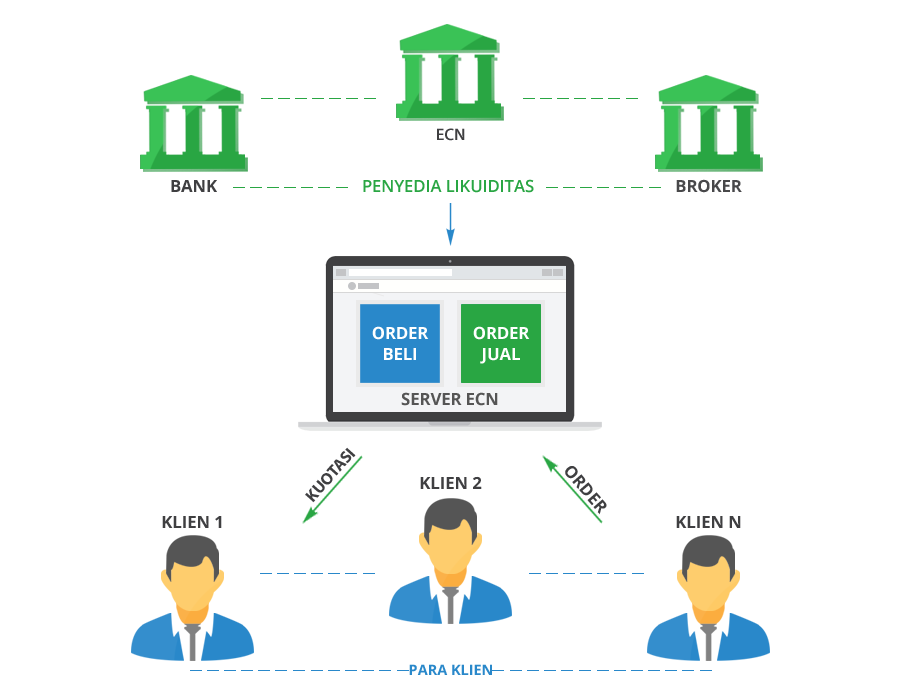 ECN
BANK
PENYEDIA LIKUIDITAS
BROKER
ORDER
BELI
ORDER
JUAL
SERVER ECN
KUOTASI
ORDER
KLIEN 2
KLIEN 1
KLIEN N
PARA KLIEN